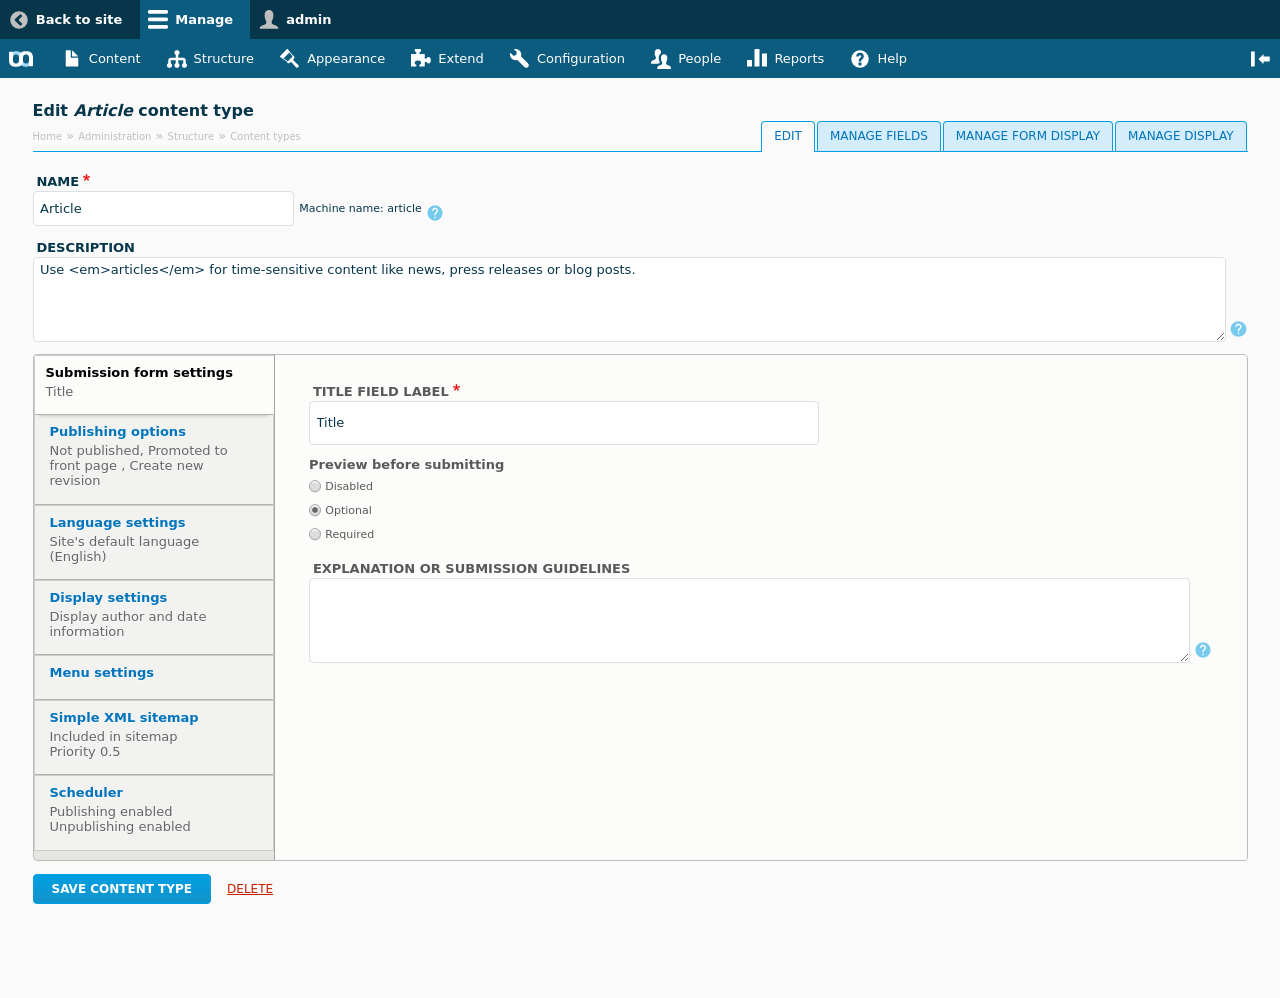 Back to site Manage admin
Content Structure Appearance Extend Configuration People Reports Help
Edit Article content type
Home » Administration » Structure » Content types
EDIT MANAGE FIELDS MANAGE FORM DISPLAY MANAGE DISPLAY
NAME *
Article
Machine name: article
DESCRIPTION
Use <em>articles</em> for time-sensitive content like news, press releases or blog posts.
Submission form settings
Title
Publishing options
Not published, Promoted to
front page , Create new
revision
Language settings
Site's default language
(English)
Display settings
Display author and date
information
Menu settings
Simple XML sitemap
Included in sitemap
Priority 0.5
Scheduler
Publishing enabled
Unpublishing enabled
TITLE FIELD LABEL *
Title
Preview before submitting
Disabled
Optional
Required
EXPLANATION OR SUBMISSION GUIDELINES
SAVE CONTENT TYPE DELETE